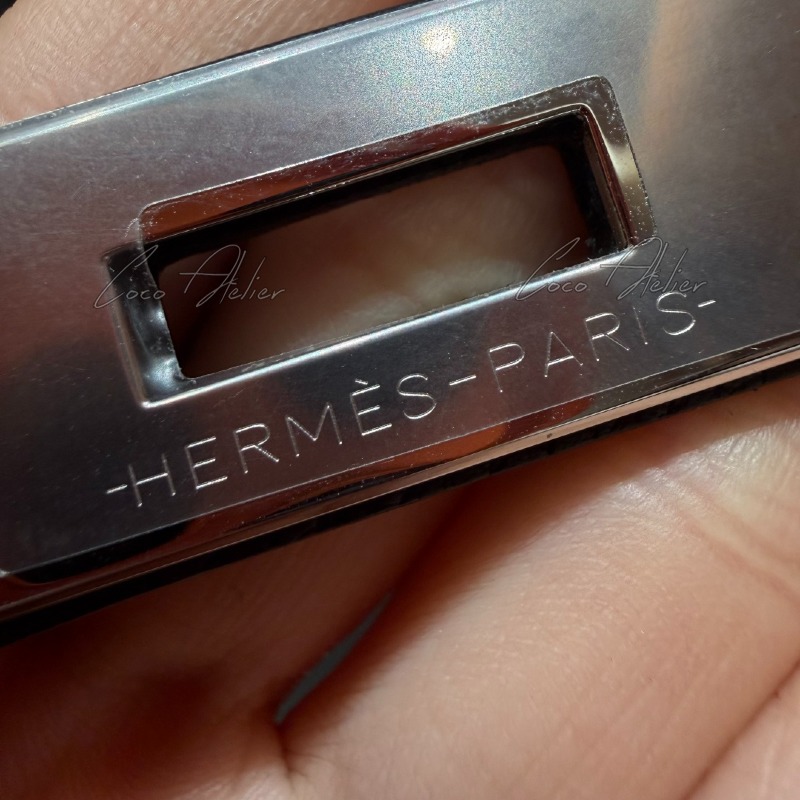 Coco Atelier Coco Atelier
-HERMÈS-PARIS-